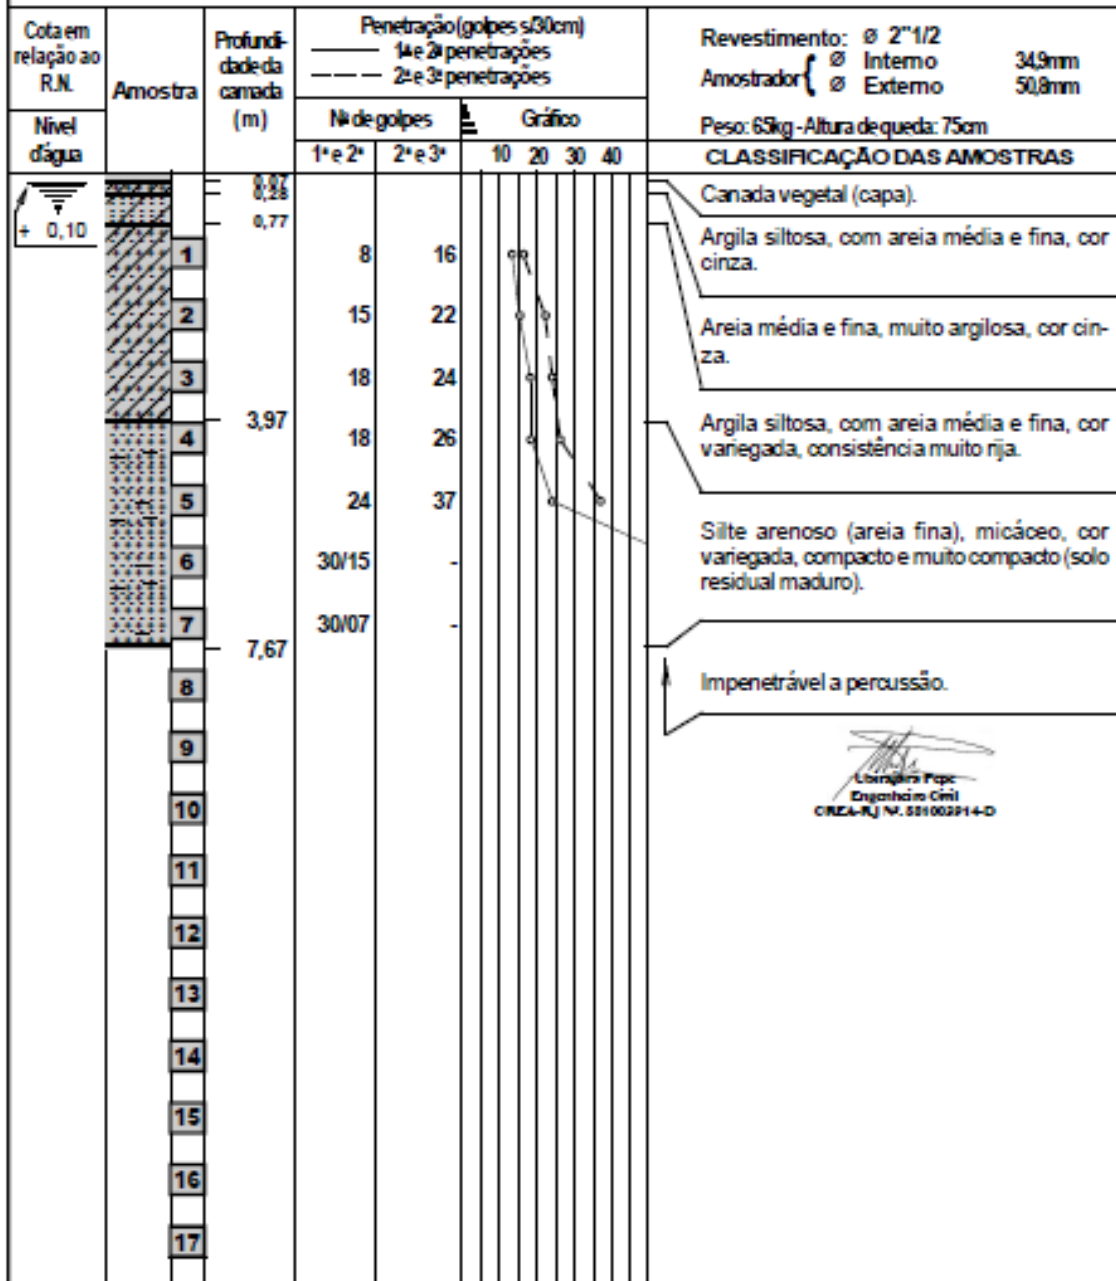 Cota em
relação ao
R.N.
Nível
d'água
Amostra
Profundi-
dade da
camada
(m)
Penetração (golpes s/30cm)
1ª e 2ª penetrações
2ª e 3ª penetrações
Nº de golpes
Gráfico
1ª e 2ª
2ª e 3ª
10 20 30 40
Revestimento: Ø 2"1/2
Amostrador { Ø Interno 34,9mm
Ø Externo 50,8mm
Peso: 65kg - Altura de queda: 75cm
CLASSIFICAÇÃO DAS AMOSTRAS
+ 0,10
0,07
0,28
0,77
Canada vegetal (capa).
Argila siltosa, com areia média e fina, cor
cinza.
1 8 16
2 15 22
Areia média e fina, muito argilosa, cor cin-
za.
3 18 24
3,97
Argila siltosa, com areia média e fina, cor
variegada, consistência muito rija.
4 18 26
5 24 37
Silte arenoso (areia fina), micáceo, cor
variegada, compacto e muito compacto (solo
residual maduro).
6 30/15 -
7 30/07 -
7,67
Impenetrável a percussão.
8
9
Ubirajara Pepe
Engenheiro Civil
CREA-RJ Nº.
10
11
12
13
14
15
16
17